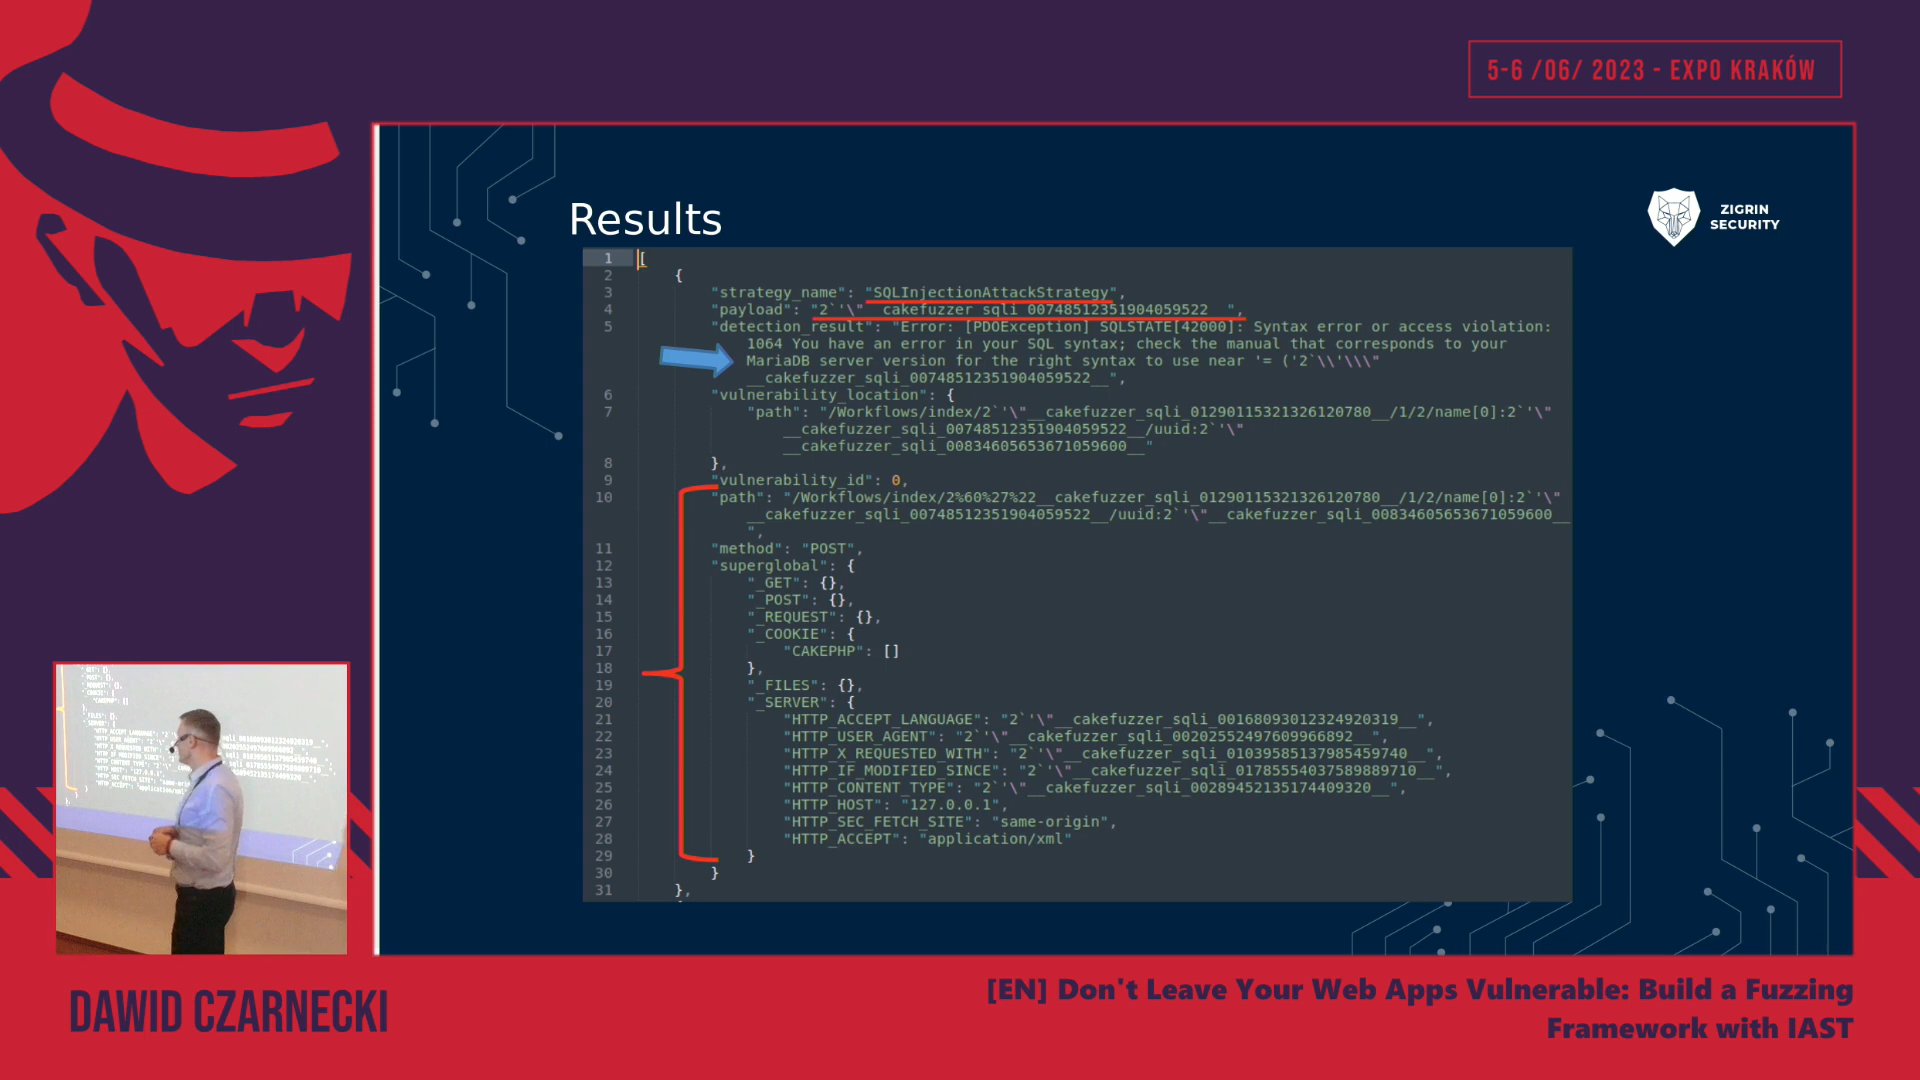 5-6 /06/ 2023 - EXPO KRAKÓW
Results
ZIGRIN
SECURITY
1 [
2 {
3 "strategy_name": "SQLInjectionAttackStrategy",
4 "payload": "2`'\"__cakefuzzer_sqli_00748512351904059522__",
5 "detection_result": "Error: [PDOException] SQLSTATE[42000]: Syntax error or access violation:
1064 You have an error in your SQL syntax; check the manual that corresponds to your
MariaDB server version for the right syntax to use near '= ('2`\\'\\\"
__cakefuzzer_sqli_00748512351904059522__",
6 "vulnerability_location": {
7 "path": "/Workflows/index/2`'\"__cakefuzzer_sqli_01290115321326120780__/1/2/name[0]:2`'\"
__cakefuzzer_sqli_00748512351904059522__/uuid:2`'\"
__cakefuzzer_sqli_00834605653671059600__"
8 },
9 "vulnerability_id": 0,
10 "path": "/Workflows/index/2%60%27%22__cakefuzzer_sqli_01290115321326120780__/1/2/name[0]:2`'\"
__cakefuzzer_sqli_00748512351904059522__/uuid:2`'\"__cakefuzzer_sqli_00834605653671059600__
",
11 "method": "POST",
12 "superglobal": {
13 "_GET": {},
14 "_POST": {},
15 "_REQUEST": {},
16 "_COOKIE": {
17 "CAKEPHP": []
18 },
19 "_FILES": {},
20 "_SERVER": {
21 "HTTP_ACCEPT_LANGUAGE": "2`'\"__cakefuzzer_sqli_00168093012324920319__",
22 "HTTP_USER_AGENT": "2`'\"__cakefuzzer_sqli_00202552497609966892__",
23 "HTTP_X_REQUESTED_WITH": "2`'\"__cakefuzzer_sqli_01039585137985459740__",
24 "HTTP_IF_MODIFIED_SINCE": "2`'\"__cakefuzzer_sqli_01785554037589889710__",
25 "HTTP_CONTENT_TYPE": "2`'\"__cakefuzzer_sqli_00289452135174409320__",
26 "HTTP_HOST": "127.0.0.1",
27 "HTTP_SEC_FETCH_SITE": "same-origin",
28 "HTTP_ACCEPT": "application/xml"
29 }
30 }
31 },
DAWID CZARNECKI
[EN] Don't Leave Your Web Apps Vulnerable: Build a Fuzzing
Framework with IAST